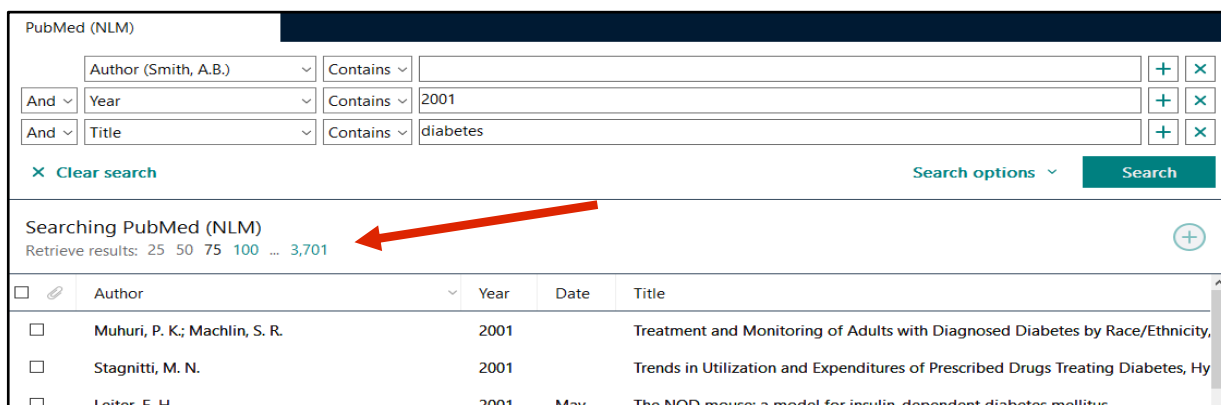 PubMed (NLM)
Author (Smith, A.B.) Contains
And Year Contains 2001
And Title Contains diabetes
Clear search Search options Search
Searching PubMed (NLM)
Retrieve results: 25 50 75 100 ... 3,701
Author Year Date Title
Muhuri, P. K.; Machlin, S. R. 2001 Treatment and Monitoring of Adults with Diagnosed Diabetes by Race/Ethnicity,
Stagnitti, M. N. 2001 Trends in Utilization and Expenditures of Prescribed Drugs Treating Diabetes, Hy
Leiter, E. H. 2001 May The NOD mouse: a model for insulin-dependent diabetes mellitus